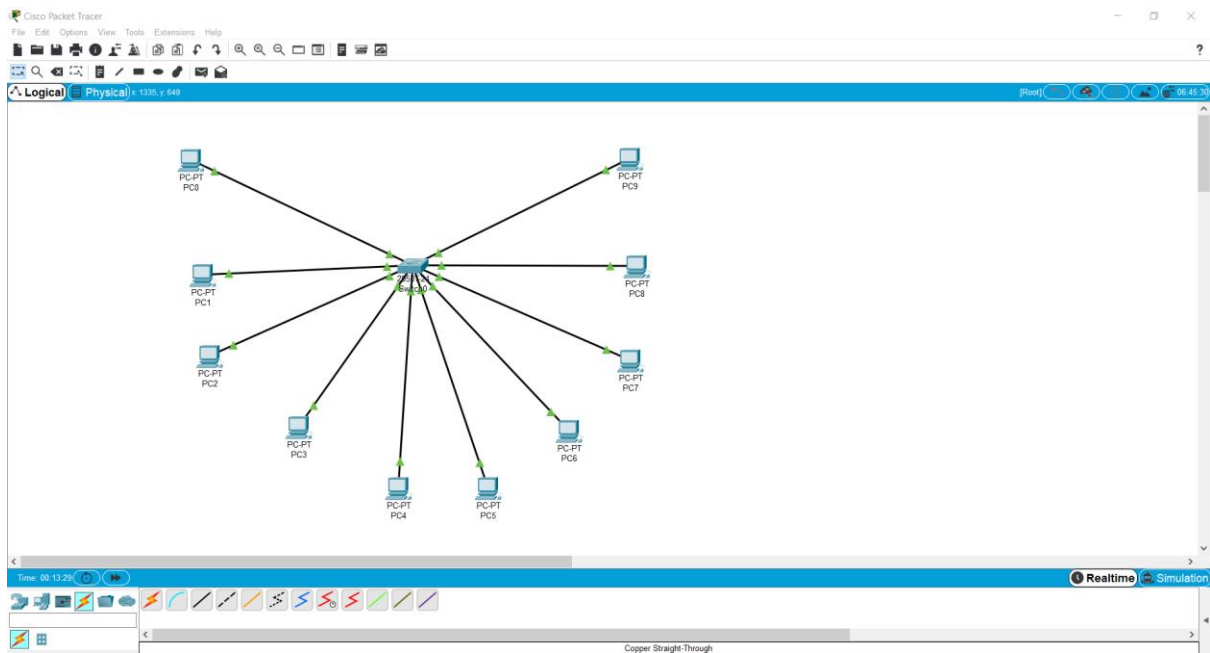 Cisco Packet Tracer
File Edit Options View Tools Extensions Help
?
Logical Physical x: 1335, y: 649 [Root] 06:45:30
PC-PT
PC0
PC-PT
PC9
PC-PT
PC1
Switch0
PC-PT
PC8
PC-PT
PC2
PC-PT
PC7
PC-PT
PC3
PC-PT
PC6
PC-PT
PC4
PC-PT
PC5
Time: 00:13:29 Realtime Simulation
Copper Straight-Through